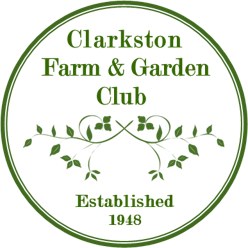 Clarkston
Farm & Garden
Club
Established
1948